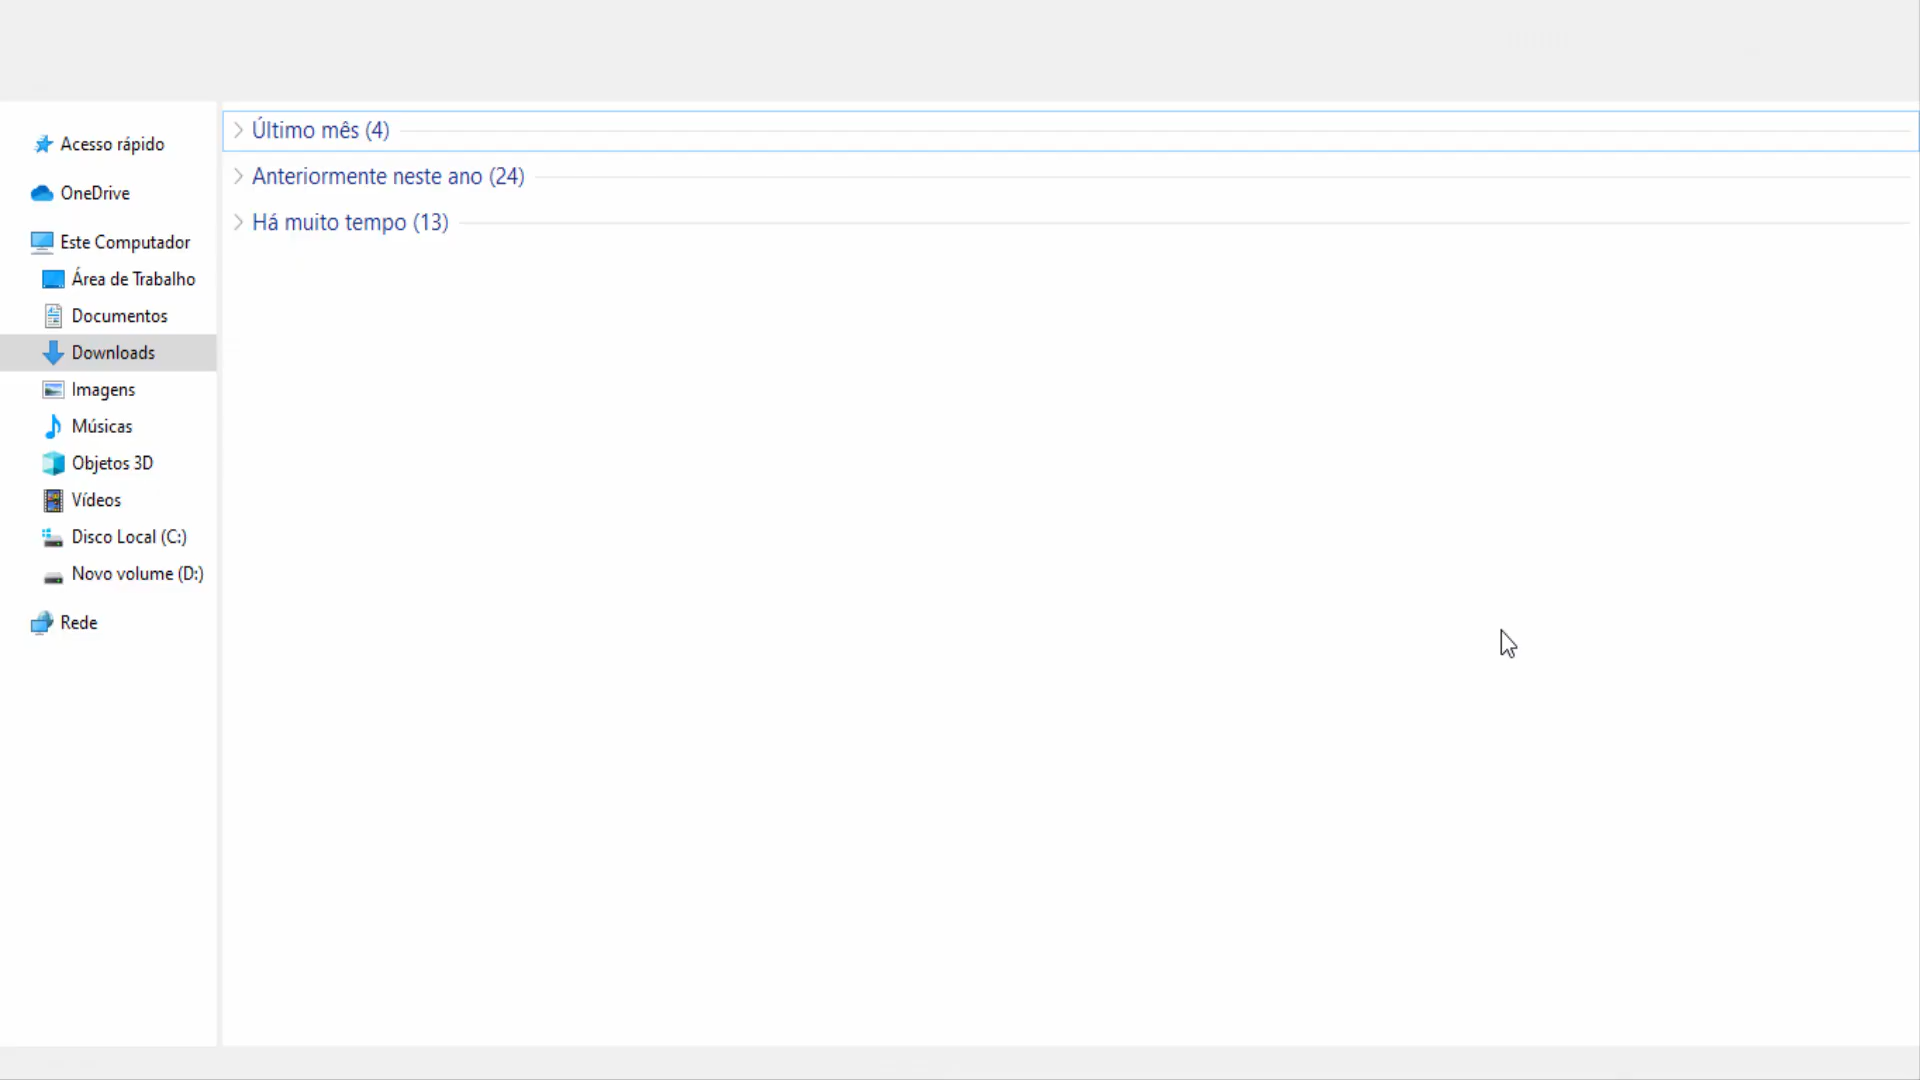 Acesso rápido
OneDrive
Este Computador
Área de Trabalho
Documentos
Downloads
Imagens
Músicas
Objetos 3D
Vídeos
Disco Local (C:)
Novo volume (D:)
Rede
Último mês (4)
Anteriormente neste ano (24)
Há muito tempo (13)